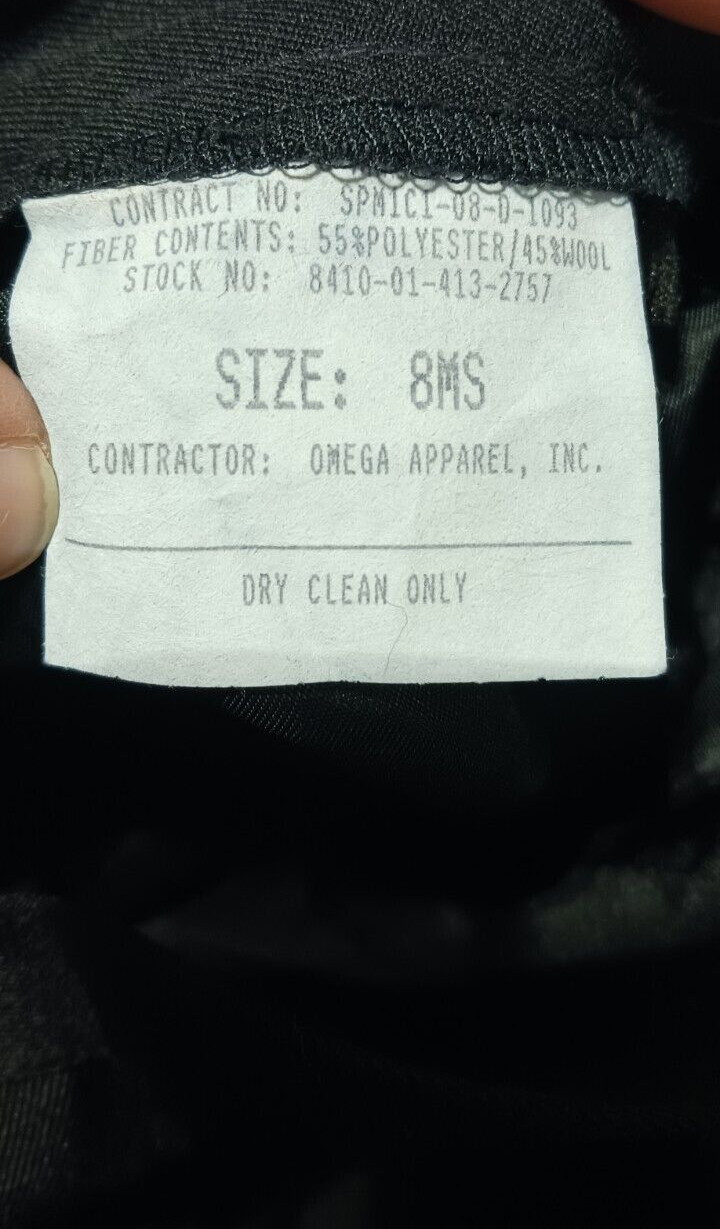 CONTRACT NO: SPM1C1-08-D-1093
FIBER CONTENTS: 55%POLYESTER/45%WOOL
STOCK NO: 8410-01-413-2757
SIZE: 8MS
CONTRACTOR: OMEGA APPAREL, INC.
DRY CLEAN ONLY